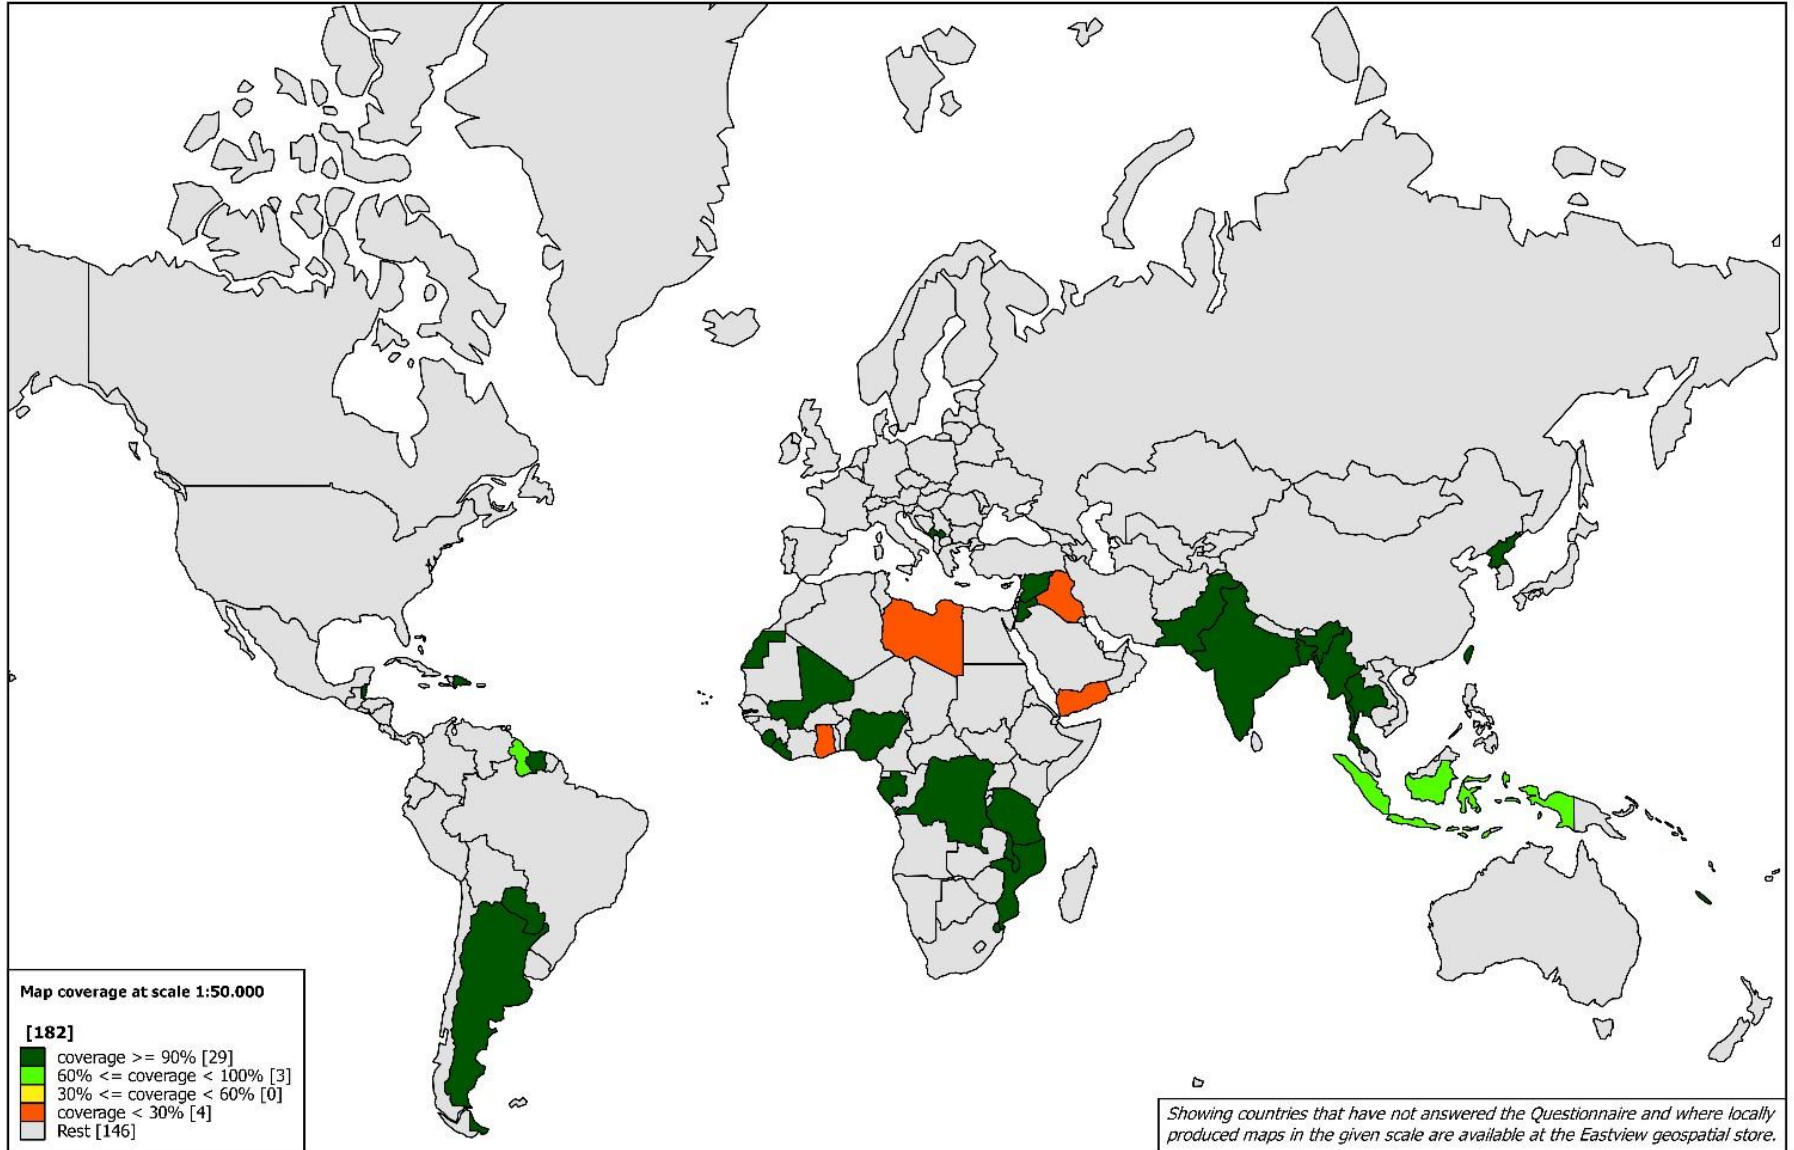 Map coverage at scale 1:50.000
[182]
coverage >= 90% [29]
60% <= coverage < 100% [3]
30% <= coverage < 60% [0]
coverage < 30% [4]
Rest [146]
Showing countries that have not answered the Questionnaire and where locally
produced maps in the given scale are available at the Eastview geospatial store.